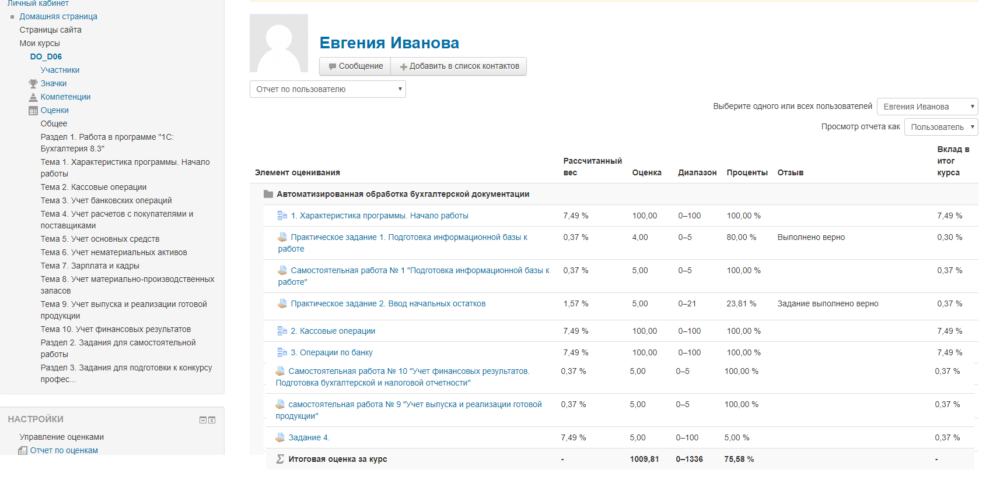 Личный кабинет
Домашняя страница
Страницы сайта
Мои курсы
DO_D06
Участники
Значки
Компетенции
Оценки
Общее
Раздел 1. Работа в программе "1С:
Бухгалтерия 8.3"
Тема 1. Характеристика программы. Начало
работы
Тема 2. Кассовые операции
Тема 3. Учет банковских операций
Тема 4. Учет расчетов с покупателями и
поставщиками
Тема 5. Учет основных средств
Тема 6. Учет нематериальных активов
Тема 7. Зарплата и кадры
Тема 8. Учет материально-производственных
запасов
Тема 9. Учет выпуска и реализации готовой
продукции
Тема 10. Учет финансовых результатов
Раздел 2. Задания для самостоятельной
работы
Раздел 3. Задания для подготовки к конкурсу
профес...
НАСТРОЙКИ
Управление оценками
Отчет по оценкам
Евгения Иванова
Сообщение Добавить в список контактов
Отчет по пользователю
Выберите одного или всех пользователей Евгения Иванова
Просмотр отчета как Пользователь
Элемент оценивания Рассчитанный вес Оценка Диапазон Проценты Отзыв Вклад в итог курса
Автоматизированная обработка бухгалтерской документации
1. Характеристика программы. Начало работы 7,49 % 100,00 0–100 100,00 % 7,49 %
Практическое задание 1. Подготовка информационной базы к 0,37 % 4,00 0–5 80,00 % Выполнено верно 0,30 %
работе
Самостоятельная работа № 1 "Подготовка информационной базы к 0,37 % 5,00 0–5 100,00 % 0,37 %
работе"
Практическое задание 2. Ввод начальных остатков 1,57 % 5,00 0–21 23,81 % Задание выполнено верно 0,37 %
2. Кассовые операции 7,49 % 100,00 0–100 100,00 % 7,49 %
3. Операции по банку 7,49 % 100,00 0–100 100,00 % 7,49 %
Самостоятельная работа № 10 "Учет финансовых результатов. 0,37 % 5,00 0–5 100,00 % 0,37 %
Подготовка бухгалтерской и налоговой отчетности"
самостоятельная работа № 9 "Учет выпуска и реализации готовой 0,37 % 5,00 0–5 100,00 % 0,37 %
продукции"
Задание 4. 7,49 % 5,00 0–100 5,00 % 0,37 %
Итоговая оценка за курс - 1009,81 0–1336 75,58 % -